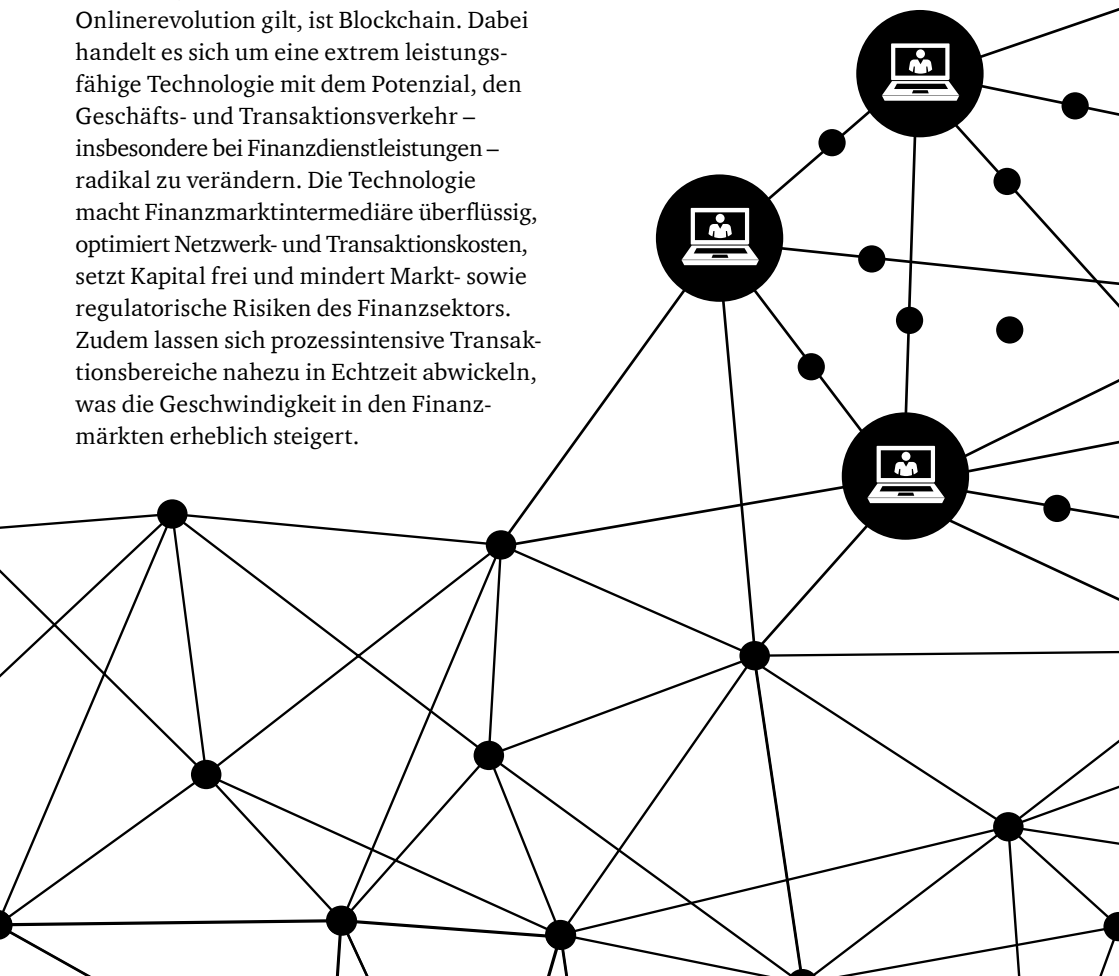 Onlinerevolution gilt, ist Blockchain. Dabei
handelt es sich um eine extrem leistungs-
fähige Technologie mit dem Potenzial, den
Geschäfts- und Transaktionsverkehr –
insbesondere bei Finanzdienstleistungen –
radikal zu verändern. Die Technologie
macht Finanzmarktintermediäre überflüssig,
optimiert Netzwerk- und Transaktionskosten,
setzt Kapital frei und mindert Markt- sowie
regulatorische Risiken des Finanzsektors.
Zudem lassen sich prozessintensive Transak-
tionsbereiche nahezu in Echtzeit abwickeln,
was die Geschwindigkeit in den Finanz-
märkten erheblich steigert.